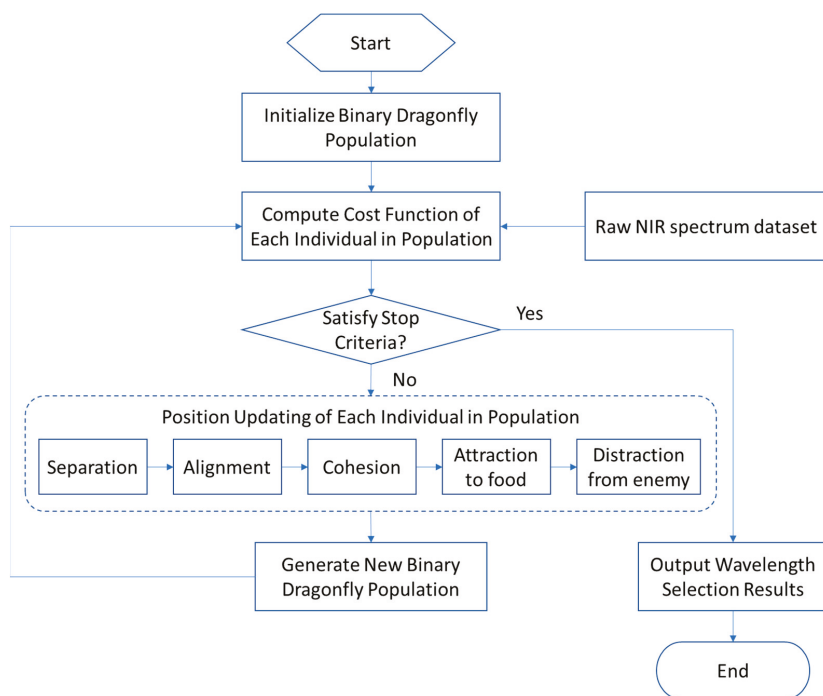 Start
Initialize Binary Dragonfly
Population
Compute Cost Function of
Each Individual in Population
Raw NIR spectrum dataset
Satisfy Stop
Criteria?
Yes
No
Position Updating of Each Individual in Population
Separation
Alignment
Cohesion
Attraction
to food
Distraction
from enemy
Generate New Binary
Dragonfly Population
Output Wavelength
Selection Results
End